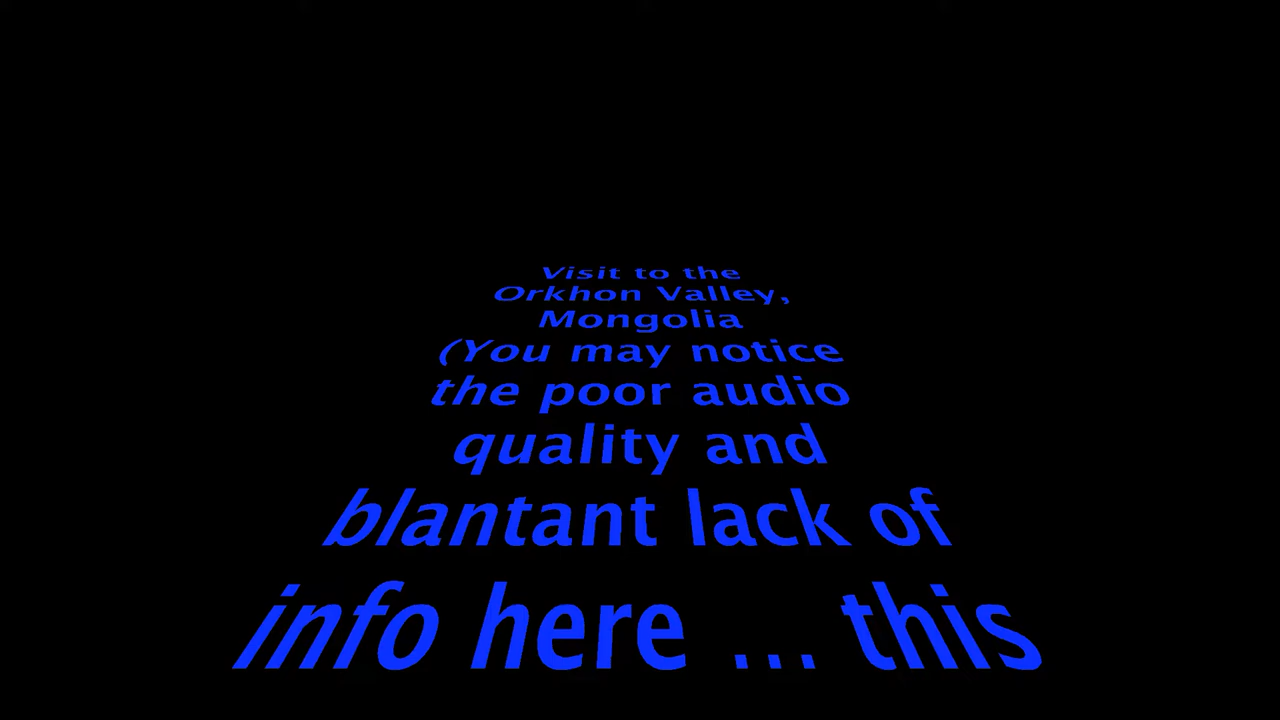 Visit to the
Orkhon Valley,
Mongolia
(You may notice
the poor audio
quality and
blantant lack of
info here ... this